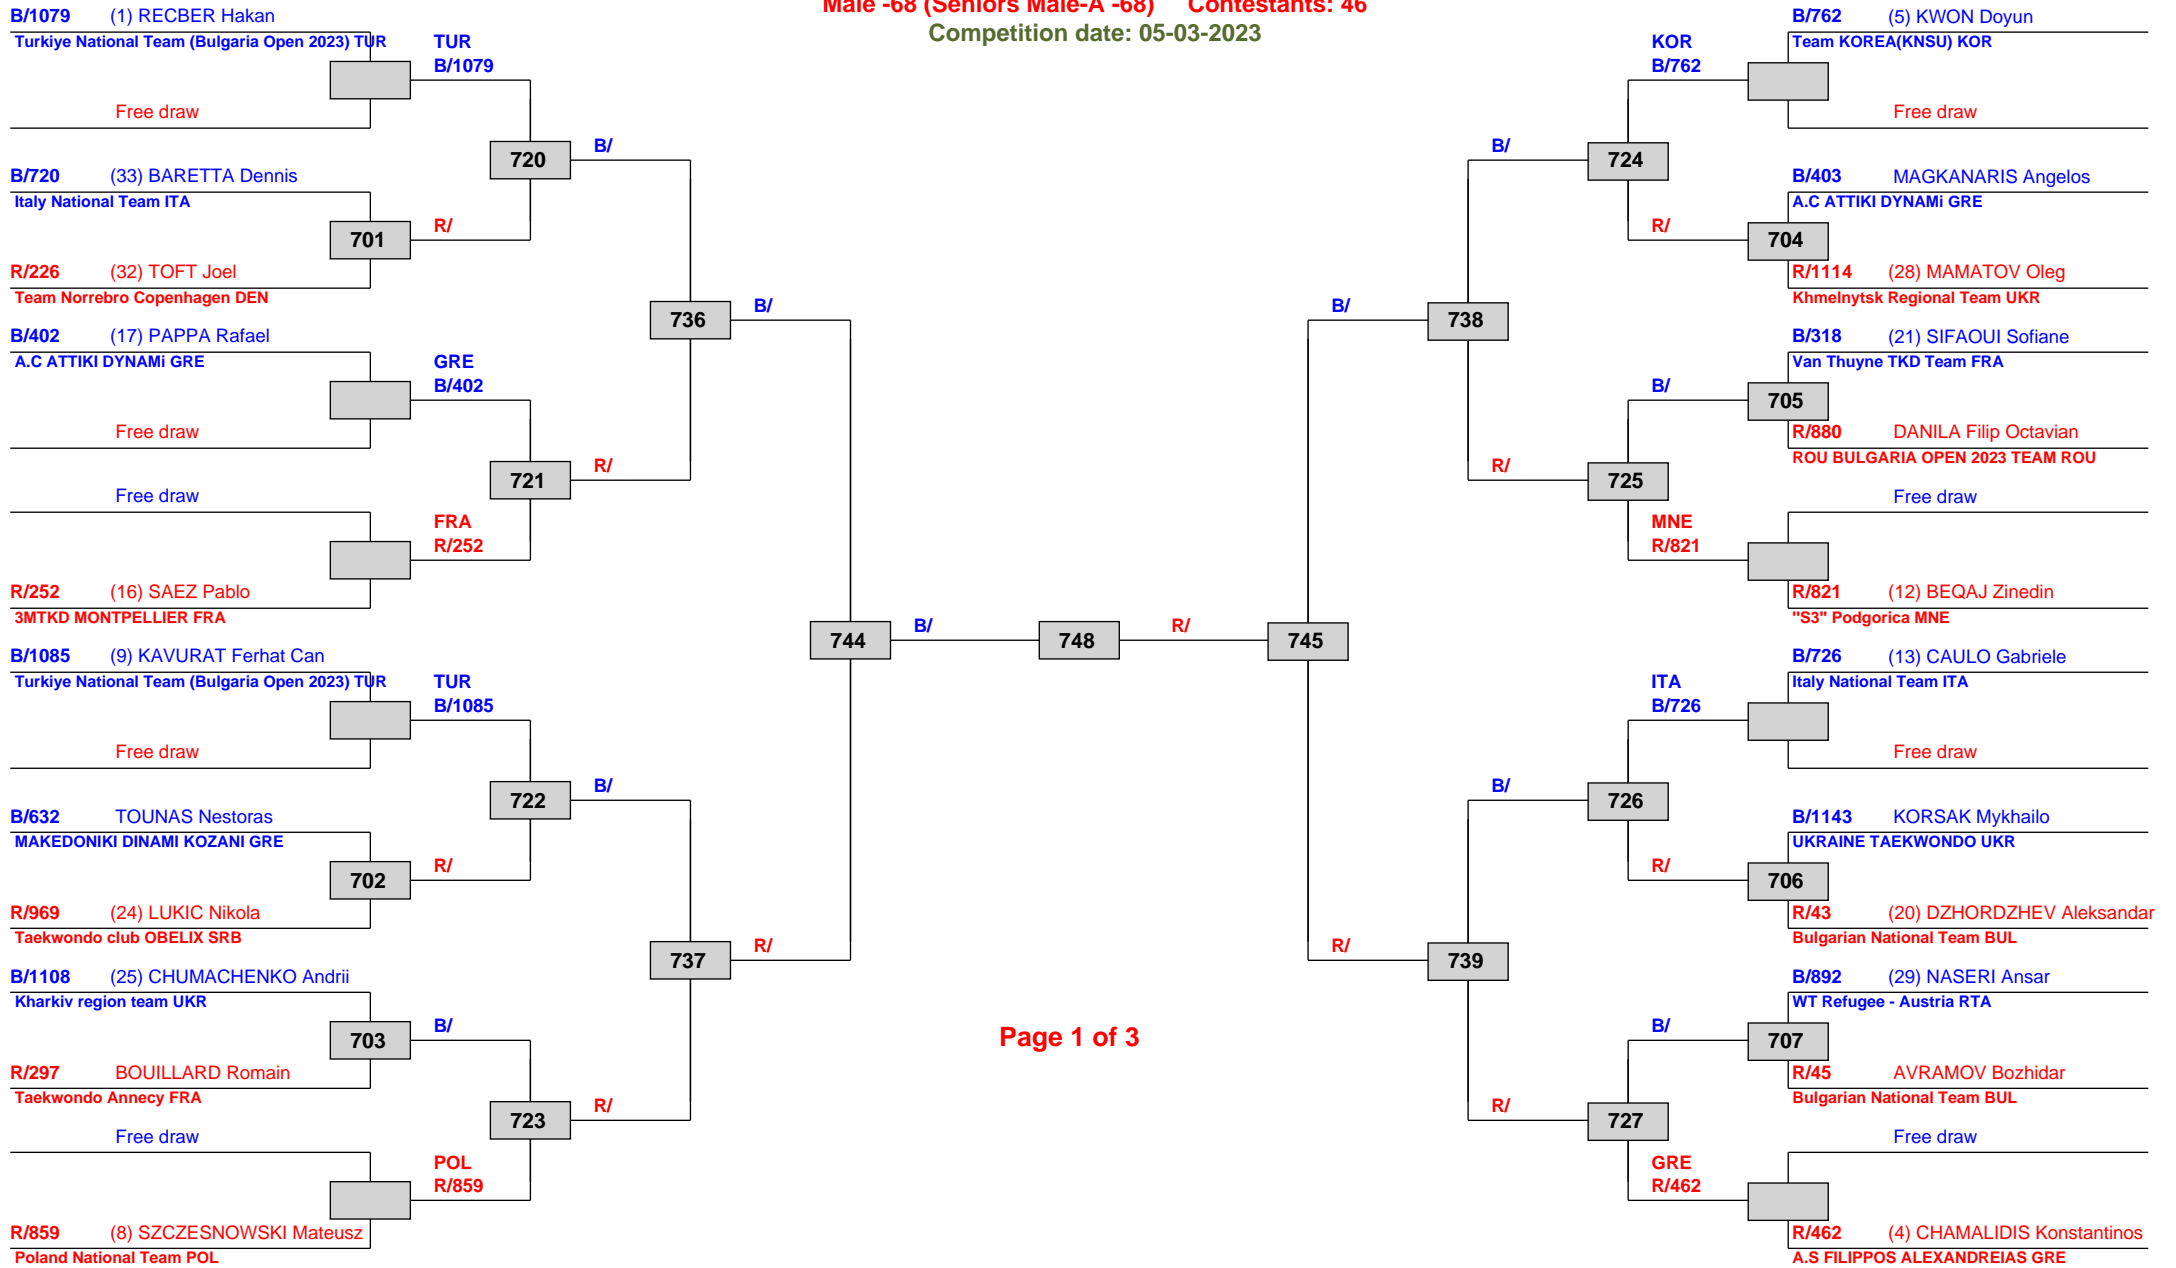 Male -68 (Seniors Male-A -68) Contestants: 46
Competition date: 05-03-2023
B/1079 (1) RECBER Hakan
Turkiye National Team (Bulgaria Open 2023) TUR
TUR
B/1079
Free draw
720
B/
B/720 (33) BARETTA Dennis
Italy National Team ITA
701
R/
R/226 (32) TOFT Joel
Team Norrebro Copenhagen DEN
736
B/
B/402 (17) PAPPA Rafael
A.C ATTIKI DYNAMi GRE
GRE
B/402
Free draw
721
R/
Free draw
FRA
R/252
R/252 (16) SAEZ Pablo
3MTKD MONTPELLIER FRA
744
B/
B/1085 (9) KAVURAT Ferhat Can
Turkiye National Team (Bulgaria Open 2023) TUR
TUR
B/1085
Free draw
722
B/
B/632 TOUNAS Nestoras
MAKEDONIKI DINAMI KOZANI GRE
702
R/
R/969 (24) LUKIC Nikola
Taekwondo club OBELIX SRB
737
R/
B/1108 (25) CHUMACHENKO Andrii
Kharkiv region team UKR
703
B/
R/297 BOUILLARD Romain
Taekwondo Annecy FRA
723
R/
Free draw
POL
R/859
R/859 (8) SZCZESNOWSKI Mateusz
Poland National Team POL
748
R/
745
Page 1 of 3
B/762 (5) KWON Doyun
Team KOREA(KNSU) KOR
KOR
B/762
Free draw
B/
724
B/403 MAGKANARIS Angelos
A.C ATTIKI DYNAMi GRE
R/
704
R/1114 (28) MAMATOV Oleg
Khmelnytsk Regional Team UKR
B/
738
B/318 (21) SIFAOUI Sofiane
Van Thuyne TKD Team FRA
B/
705
R/880 DANILA Filip Octavian
ROU BULGARIA OPEN 2023 TEAM ROU
R/
725
Free draw
MNE
R/821
R/821 (12) BEQAJ Zinedin
"S3" Podgorica MNE
B/726 (13) CAULO Gabriele
Italy National Team ITA
ITA
B/726
Free draw
B/
726
B/1143 KORSAK Mykhailo
UKRAINE TAEKWONDO UKR
R/
706
R/43 (20) DZHORDZHEV Aleksandar
Bulgarian National Team BUL
R/
739
B/892 (29) NASERI Ansar
WT Refugee - Austria RTA
B/
707
R/45 AVRAMOV Bozhidar
Bulgarian National Team BUL
R/
727
Free draw
GRE
R/462
R/462 (4) CHAMALIDIS Konstantinos
A.S FILIPPOS ALEXANDREIAS GRE